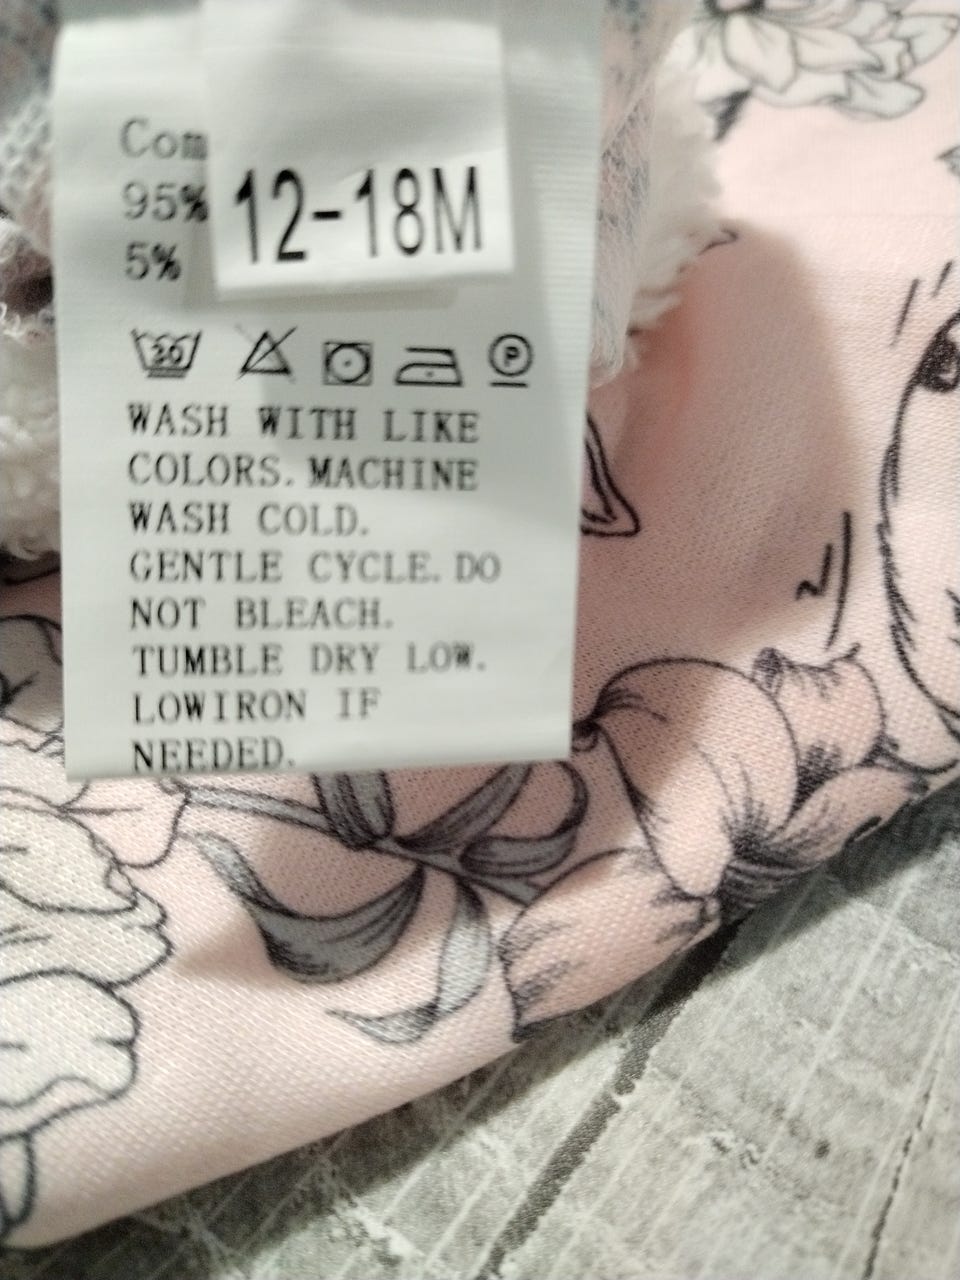 Com
95%
5%
12-18M
30
P
WASH WITH LIKE
COLORS. MACHINE
WASH COLD.
GENTLE CYCLE. DO
NOT BLEACH.
TUMBLE DRY LOW.
LOWIRON IF
NEEDED.